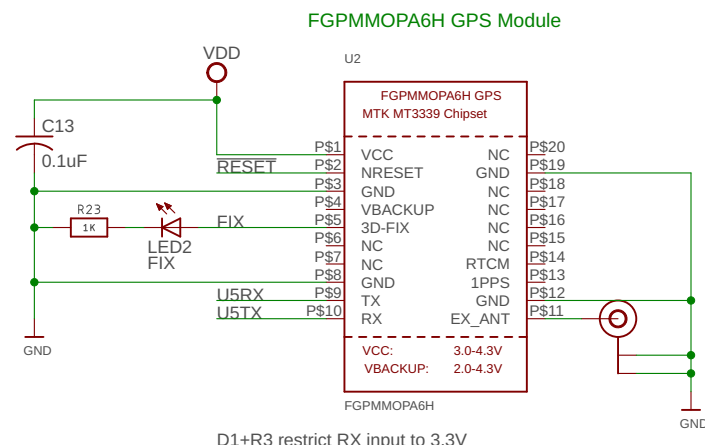 FGPMMOPA6H GPS Module
VDD
U2
FGPMMOPA6H GPS
MTK MT3339 Chipset
C13
0.1uF
P$1 VCC NC P$20
RESET P$2 NRESET GND P$19
P$3 GND NC P$18
P$4 VBACKUP NC P$17
R23 1K LED2 FIX FIX P$5 3D-FIX NC P$16
P$6 NC NC P$15
P$7 NC RTCM P$14
P$8 GND 1PPS P$13
U5RX P$9 TX GND P$12
U5TX P$10 RX EX_ANT P$11
GND
VCC: 3.0-4.3V
VBACKUP: 2.0-4.3V
FGPMMOPA6H
GND
D1+R3 restrict RX input to 3.3V